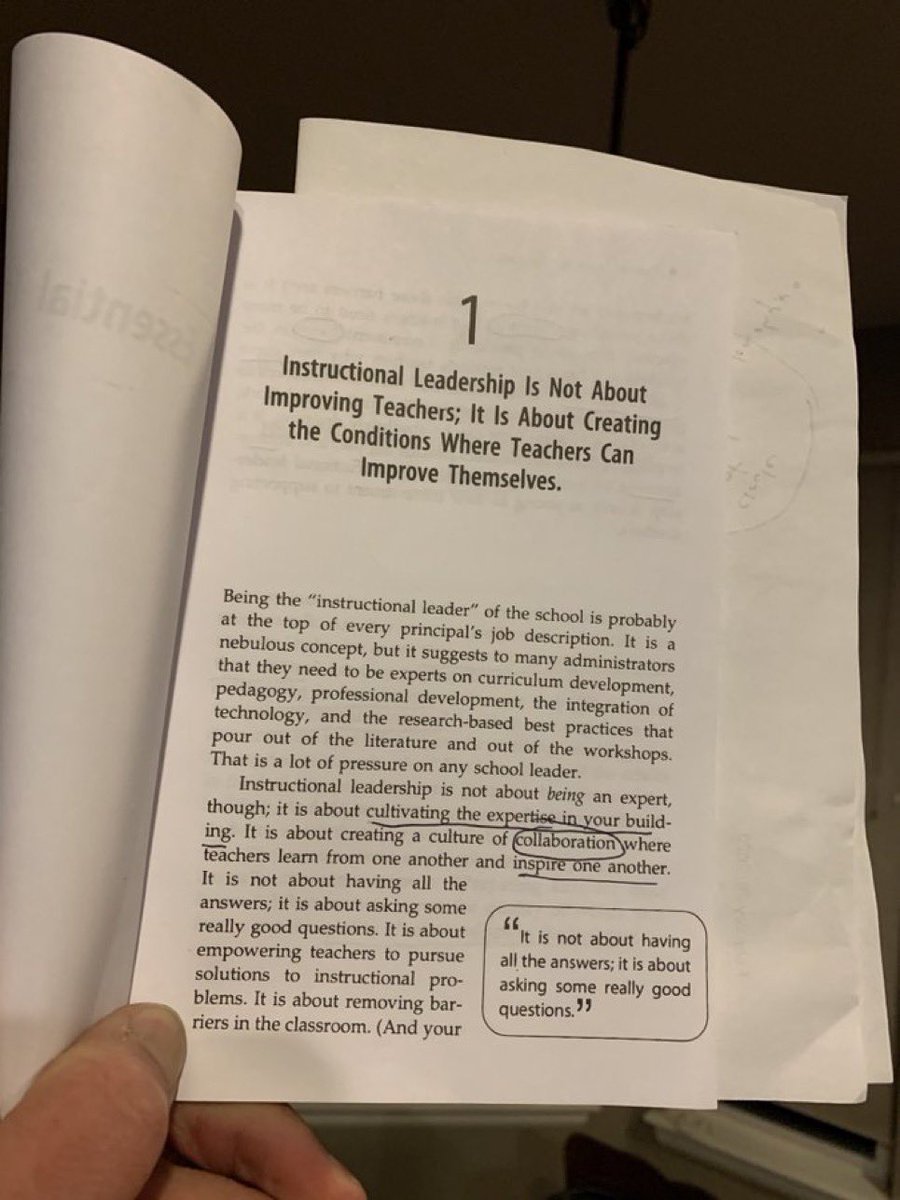 Essential
1
Instructional Leadership Is Not About
Improving Teachers; It Is About Creating
the Conditions Where Teachers Can
Improve Themselves.
Being the “instructional leader” of the school is probably
at the top of every principal’s job description. It is a
nebulous concept, but it suggests to many administrators
that they need to be experts on curriculum development,
pedagogy, professional development, the integration of
technology, and the research-based best practices that
pour out of the literature and out of the workshops.
That is a lot of pressure on any school leader.
Instructional leadership is not about being an expert,
though; it is about cultivating the expertise in your build-
ing. It is about creating a culture of collaboration where
teachers learn from one another and inspire one another.
It is not about having all the
answers; it is about asking some
really good questions. It is about
empowering teachers to pursue
solutions to instructional pro-
blems. It is about removing bar-
riers in the classroom. (And your
“It is not about having
all the answers; it is about
asking some really good
questions.”